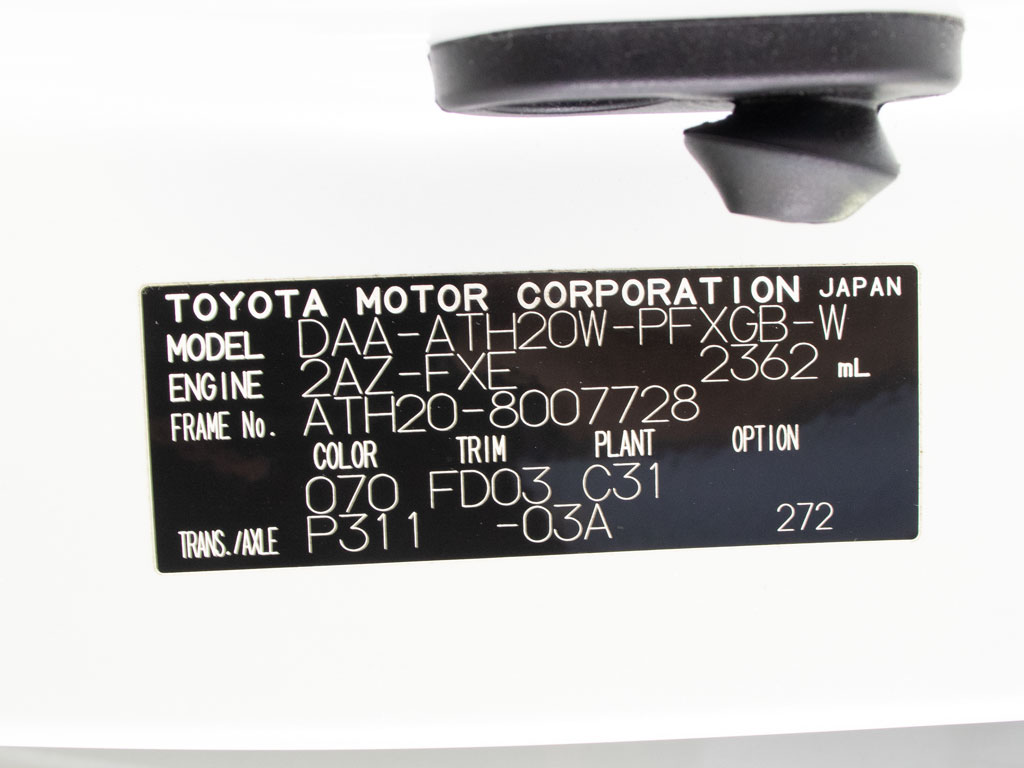 TOYOTA MOTOR CORPORATION JAPAN
MODEL DAA-ATH20W-PFXGB-W
ENGINE 2AZ-FXE 2362 mL
FRAME No. ATH20-8007728
COLOR TRIM PLANT OPTION
070 FD03 C31
TRANS./AXLE P311 -03A 272